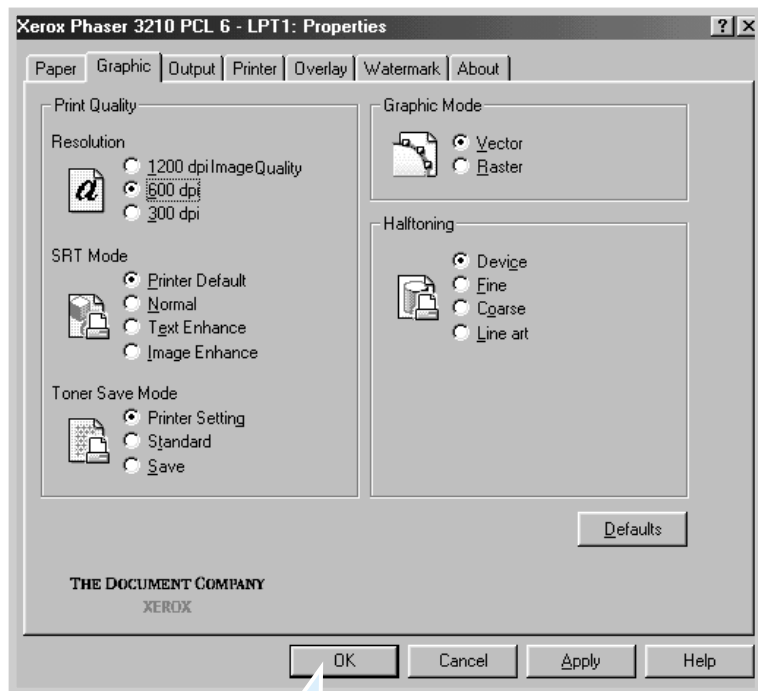 Xerox Phaser 3210 PCL 6 - LPT1: Properties
Paper Graphic Output Printer Overlay Watermark About
Print Quality
Resolution
1200 dpi Image Quality
600 dpi
300 dpi
SRT Mode
Printer Default
Normal
Text Enhance
Image Enhance
Toner Save Mode
Printer Setting
Standard
Save
Graphic Mode
Vector
Raster
Halftoning
Device
Fine
Coarse
Line art
Defaults
THE DOCUMENT COMPANY
XEROX
OK Cancel Apply Help